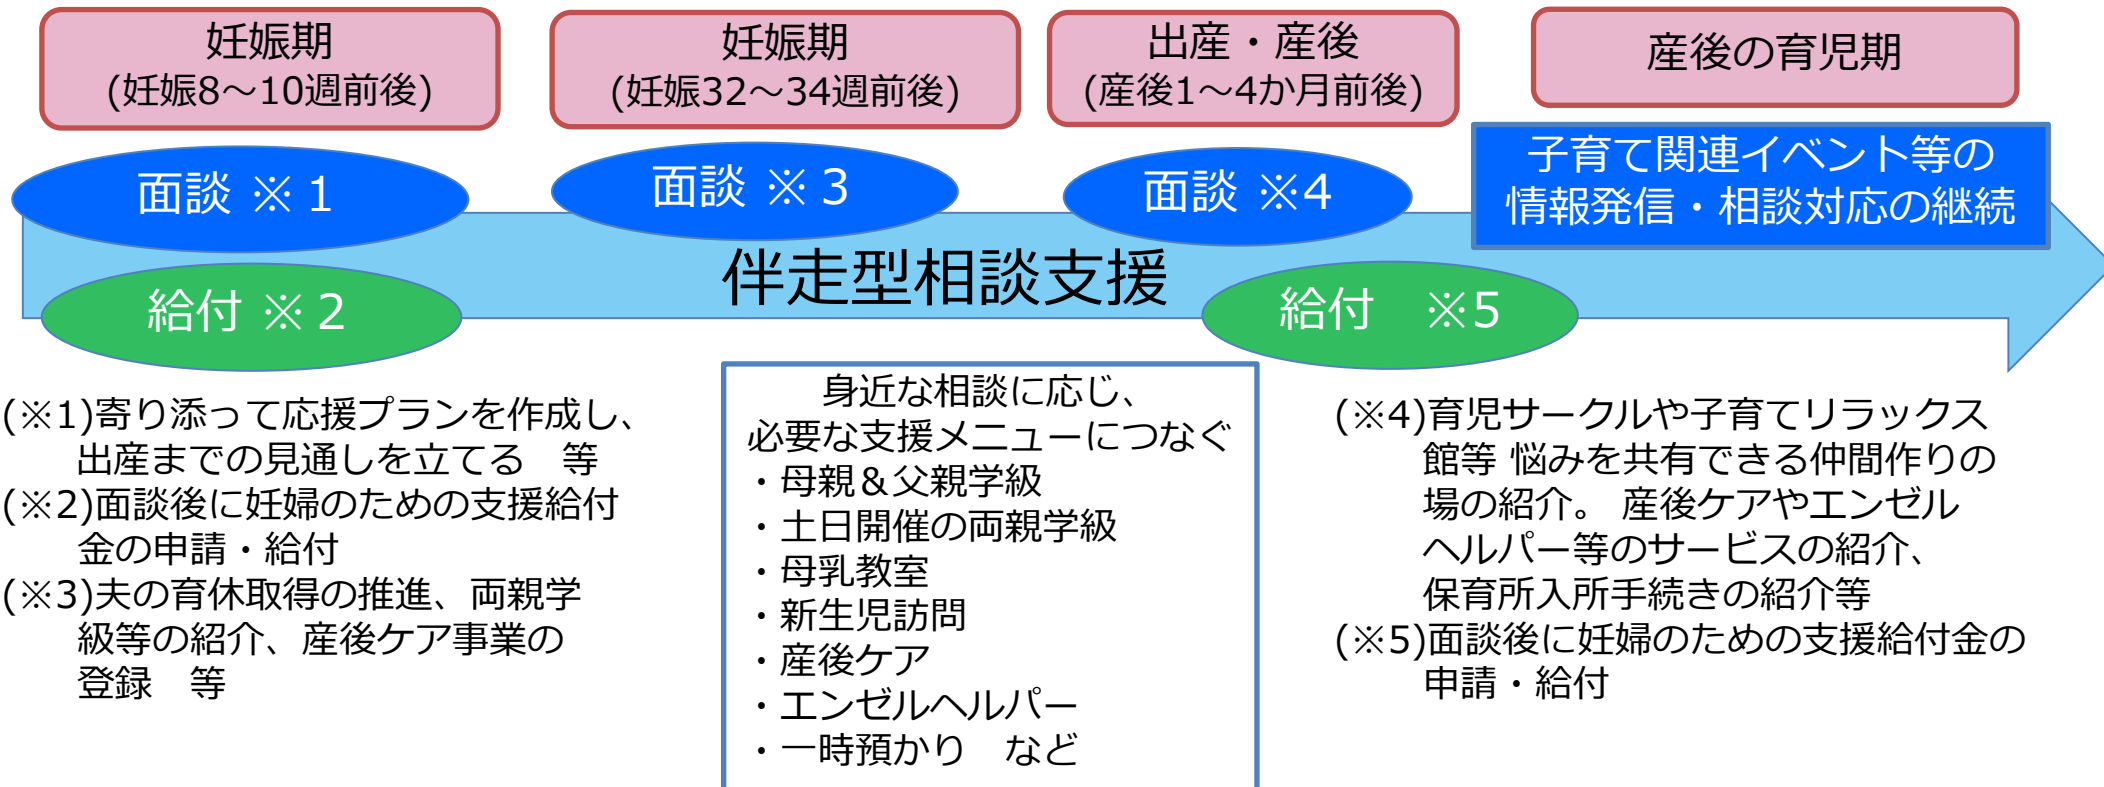 妊娠期
(妊娠8～10週前後)
妊娠期
(妊娠32～34週前後)
出産・産後
(産後1～4か月前後)
産後の育児期
面談 ※１
面談 ※３
面談 ※4
子育て関連イベント等の
情報発信・相談対応の継続
伴走型相談支援
給付 ※２
給付　※5
(※1)寄り添って応援プランを作成し、
出産までの見通しを立てる　等
(※2)面談後に妊婦のための支援給付
金の申請・給付
(※3)夫の育休取得の推進、両親学
級等の紹介、産後ケア事業の
登録　等
身近な相談に応じ、
必要な支援メニューにつなぐ
・母親＆父親学級
・土日開催の両親学級
・母乳教室
・新生児訪問
・産後ケア
・エンゼルヘルパー
・一時預かり　など
(※4)育児サークルや子育てリラックス
館等 悩みを共有できる仲間作りの
場の紹介。 産後ケアやエンゼル
ヘルパー等のサービスの紹介、
保育所入所手続きの紹介等
(※5)面談後に妊婦のための支援給付金の
申請・給付